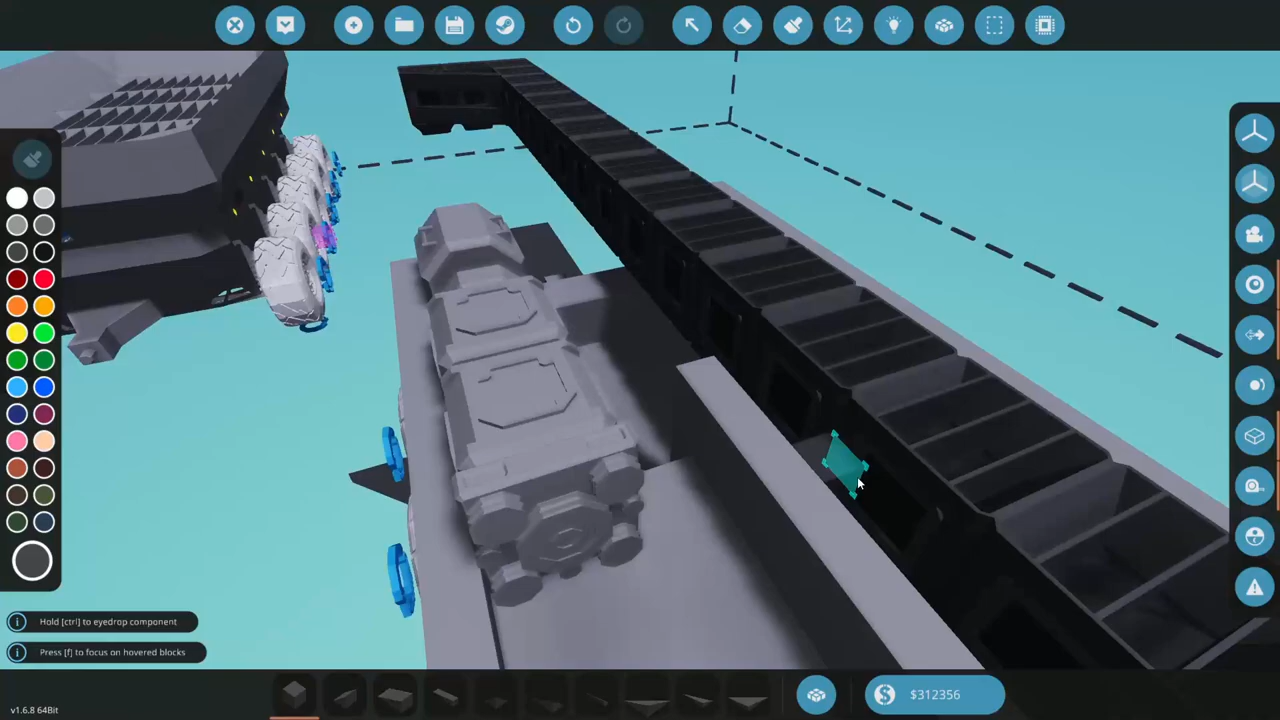 Hold [ctrl] to eyedrop component
Press [f] to focus on hovered blocks
v1.6.8 64Bit
$312356